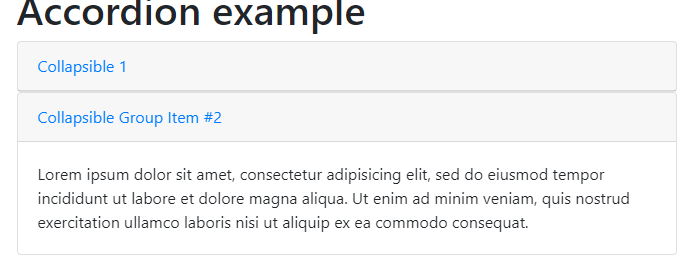 Accordion example
Collapsible 1
Collapsible Group Item #2
Lorem ipsum dolor sit amet, consectetur adipisicing elit, sed do eiusmod tempor
incididunt ut labore et dolore magna aliqua. Ut enim ad minim veniam, quis nostrud
exercitation ullamco laboris nisi ut aliquip ex ea commodo consequat.